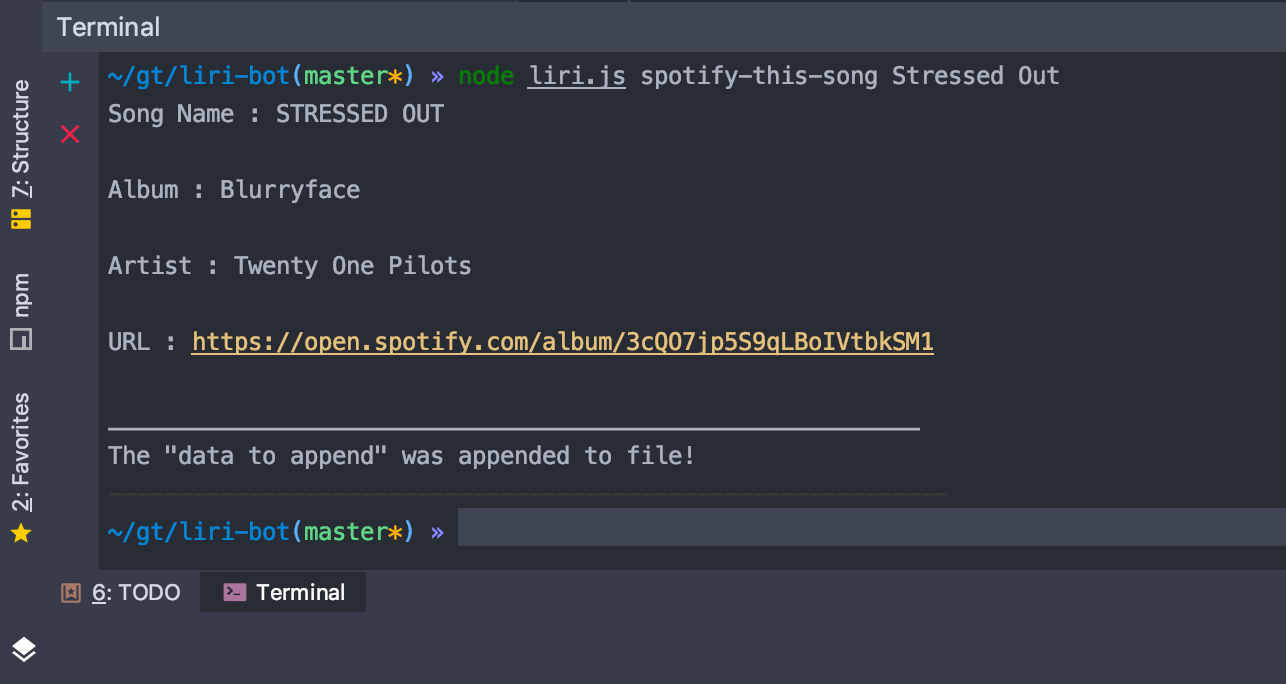 Terminal
~/gt/liri-bot(master*) » node liri.js spotify-this-song Stressed Out
Song Name : STRESSED OUT
Album : Blurryface
Artist : Twenty One Pilots
URL : https://open.spotify.com/album/3cQO7jp5S9qLBoIVtbkSM1
The "data to append" was appended to file!
~/gt/liri-bot(master*) »
7: Structure
npm
2: Favorites
6: TODO
Terminal